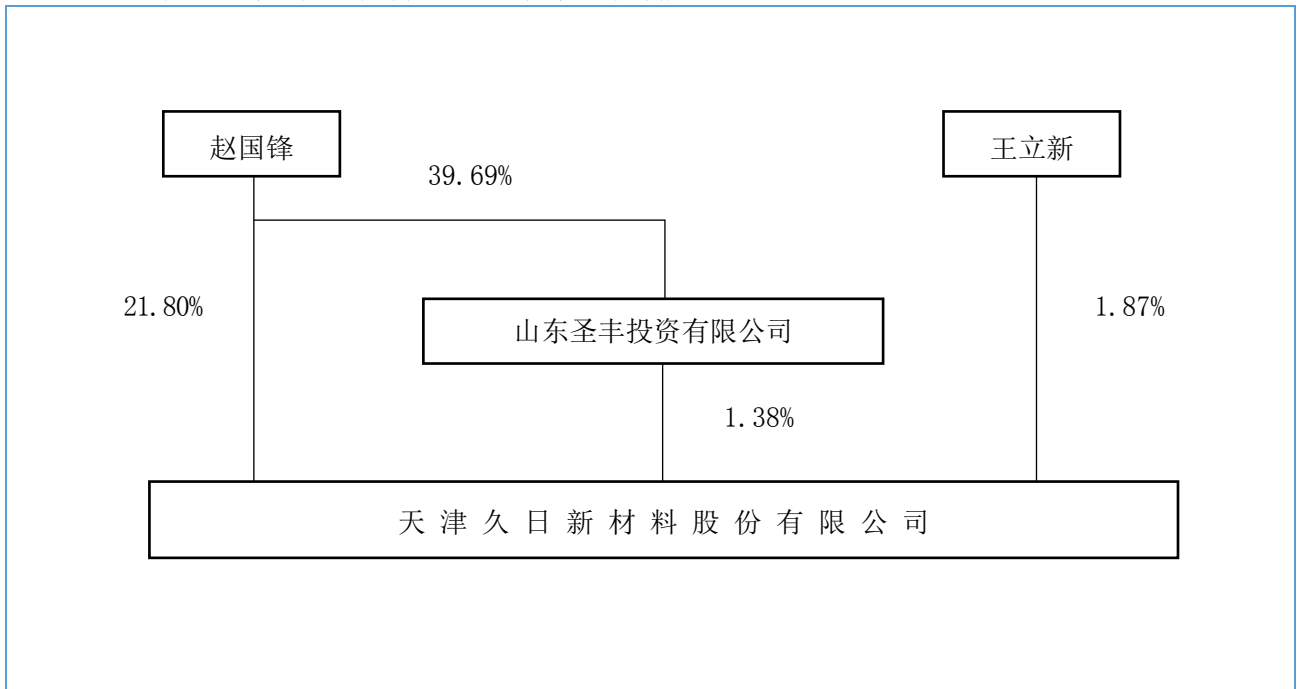 赵国锋
王立新
39.69%
21.80%
山东圣丰投资有限公司
1.87%
1.38%
天津久日新材料股份有限公司